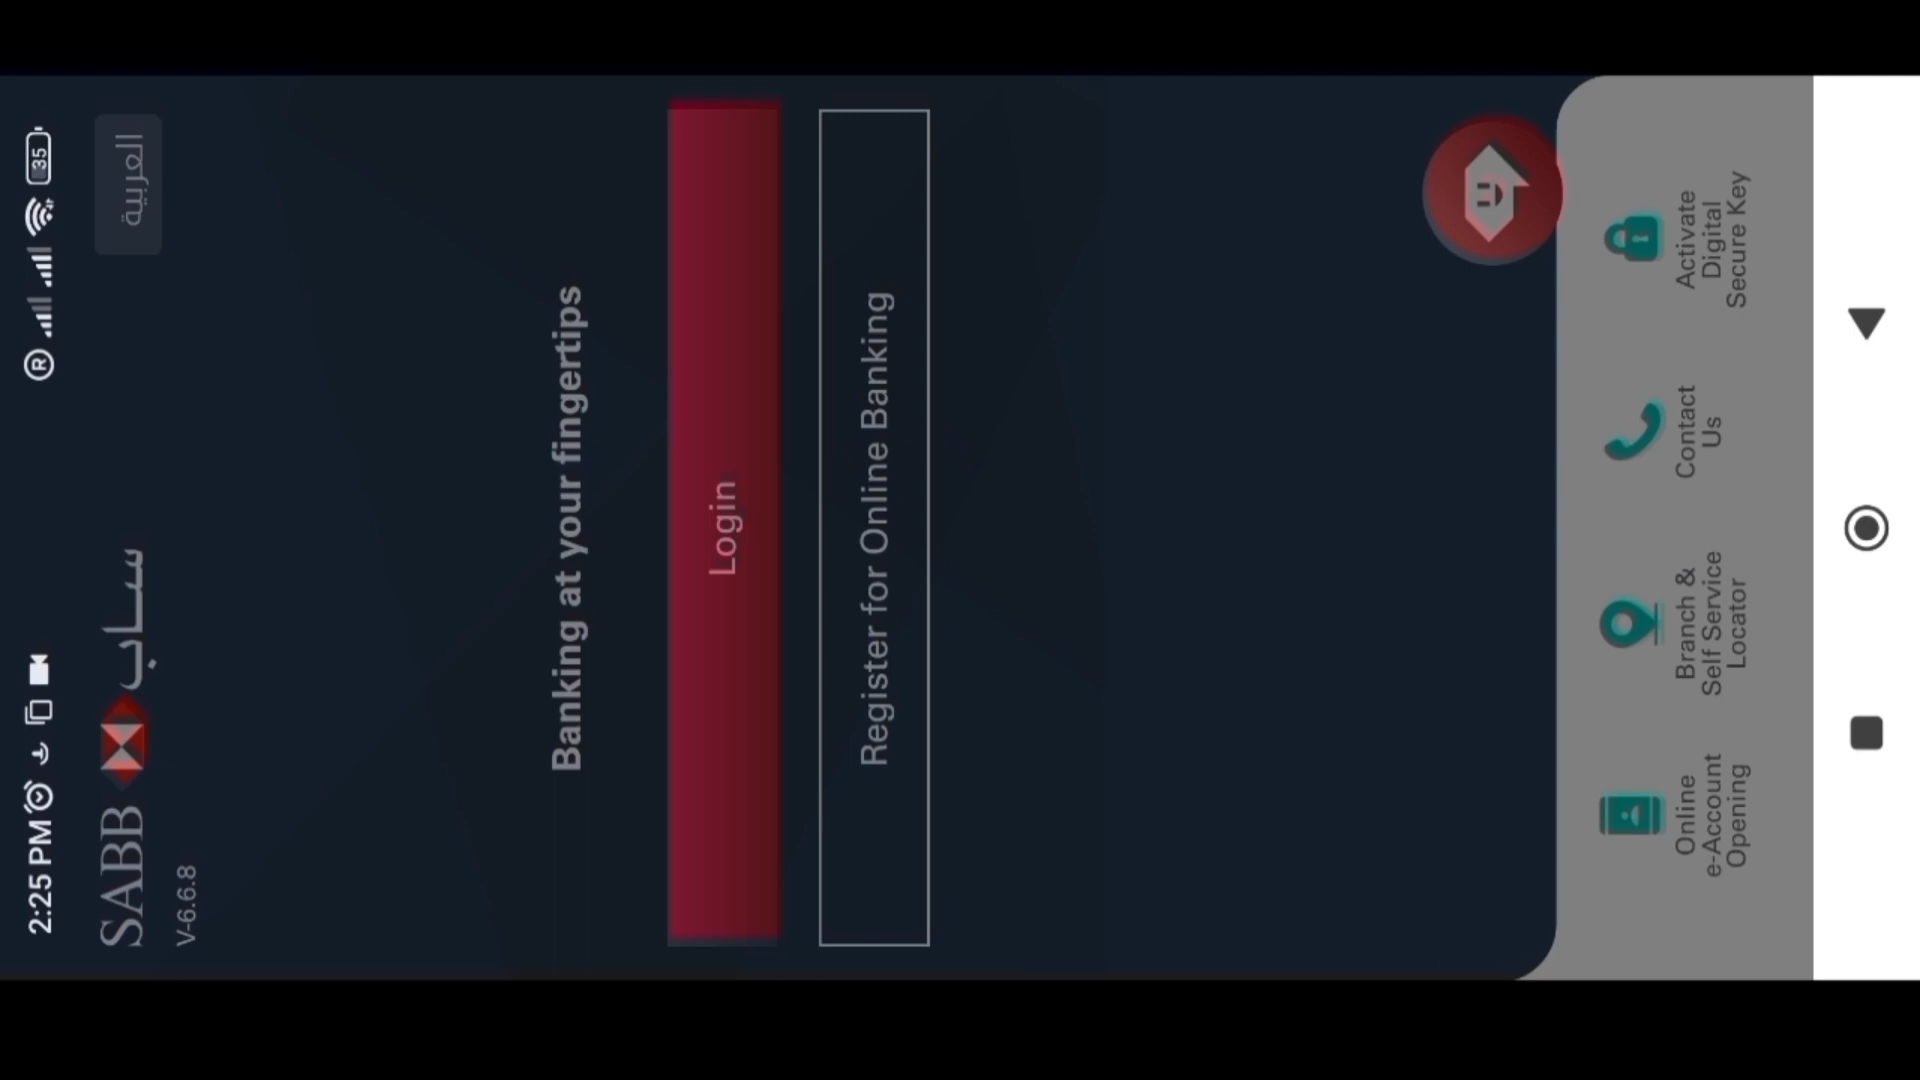 2:25 PM
R
35
SABB
ساب
العربية
V-6.6.8
Banking at your fingertips
Login
Register for Online Banking
Online
e-Account
Opening
Branch &
Self Service
Locator
Contact
Us
Activate
Digital
Secure Key